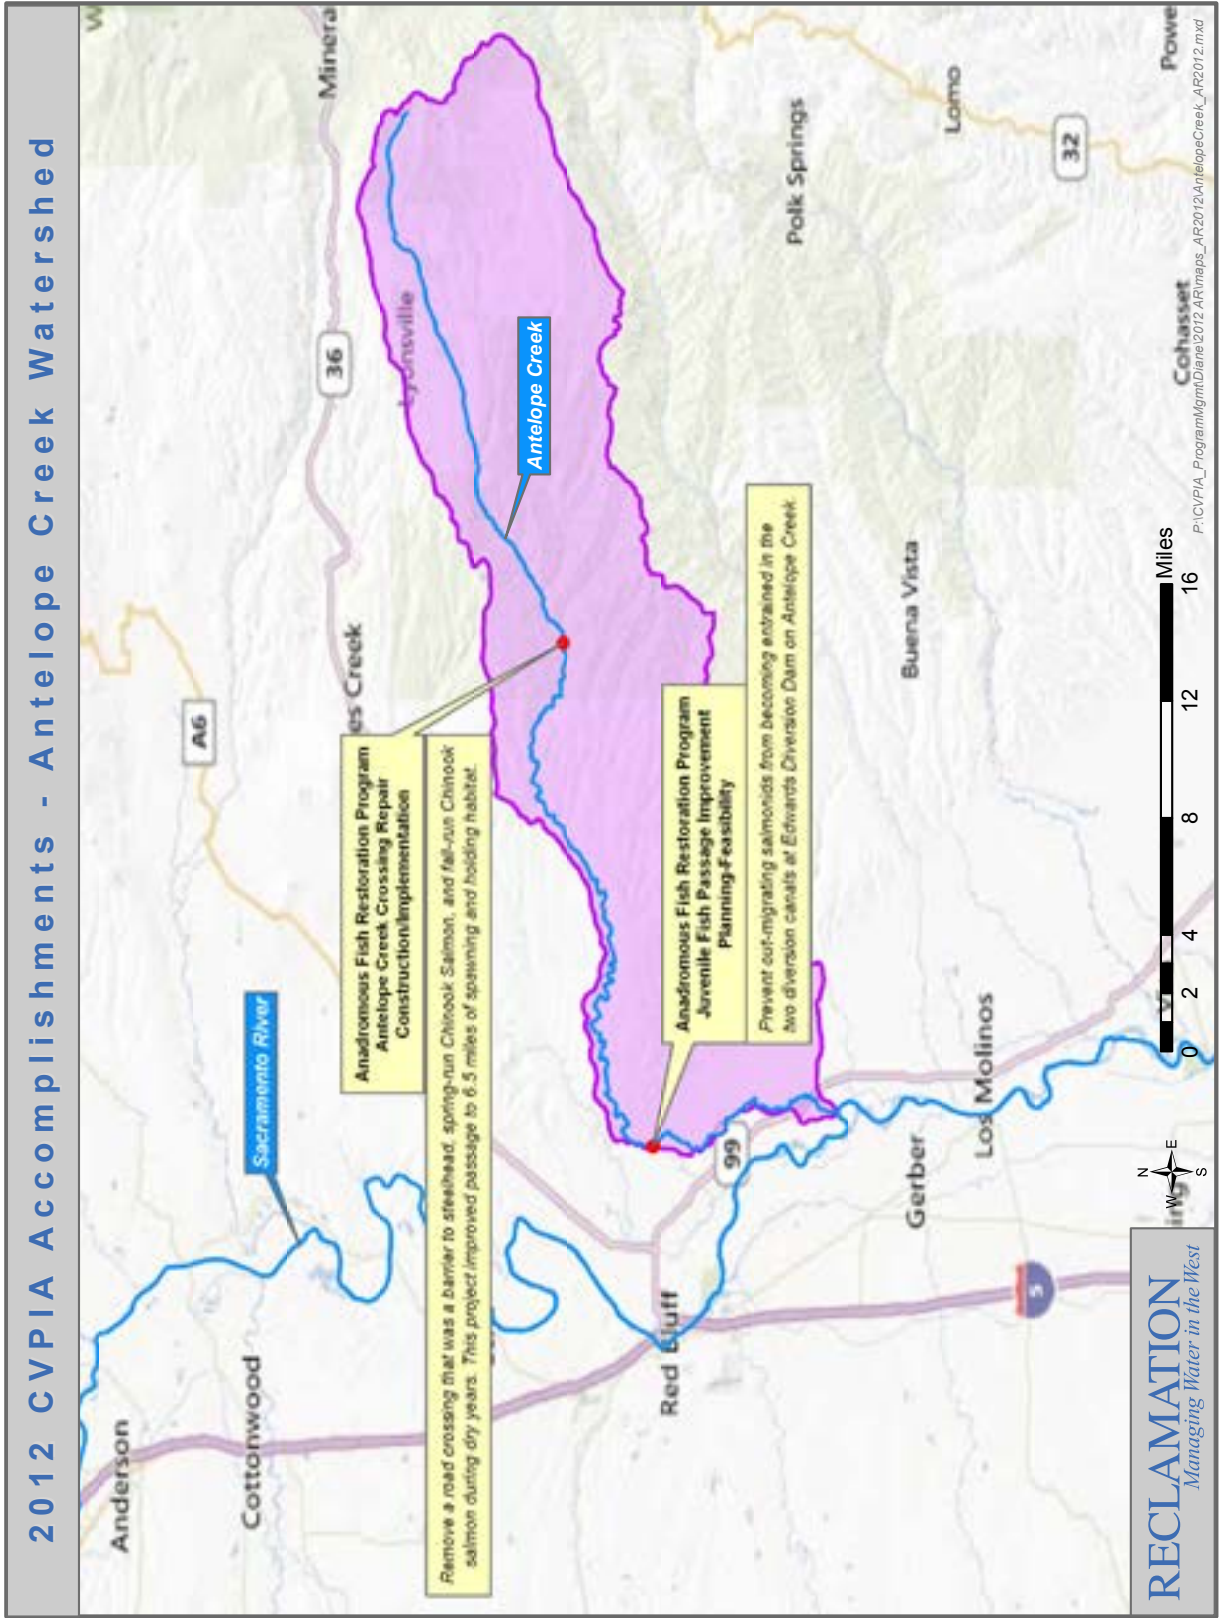 2012 CVPIA Accomplishments - Antelope Creek Watershed
Anderson
Cottonwood
Sacramento River
A6
36
Minera
es Creek
Lyonsville
Anadromous Fish Restoration Program
Antelope Creek Crossing Repair
Construction/Implementation
Remove a road crossing that was a barrier to steelhead, spring-run Chinook Salmon, and fall-run Chinook
salmon during dry years. This project improved passage to 6.5 miles of spawning and holding habitat.
Antelope Creek
Anadromous Fish Restoration Program
Juvenile Fish Passage Improvement
Planning-Feasibility
Prevent out-migrating salmonids from becoming entrained in the
two diversion canals at Edwards Diversion Dam on Antelope Creek.
Red Bluff
99
Polk Springs
Gerber
Buena Vista
Lomo
Los Molinos
5
32
Cohasset
Powe
ing
V
N
W
E
S
0 2 4 8 12 16
Miles
RECLAMATION
Managing Water in the West
P:\CVPIA_ProgramMgmt\Diane\2012 AR\maps_AR2012\AntelopeCreek_AR2012.mxd